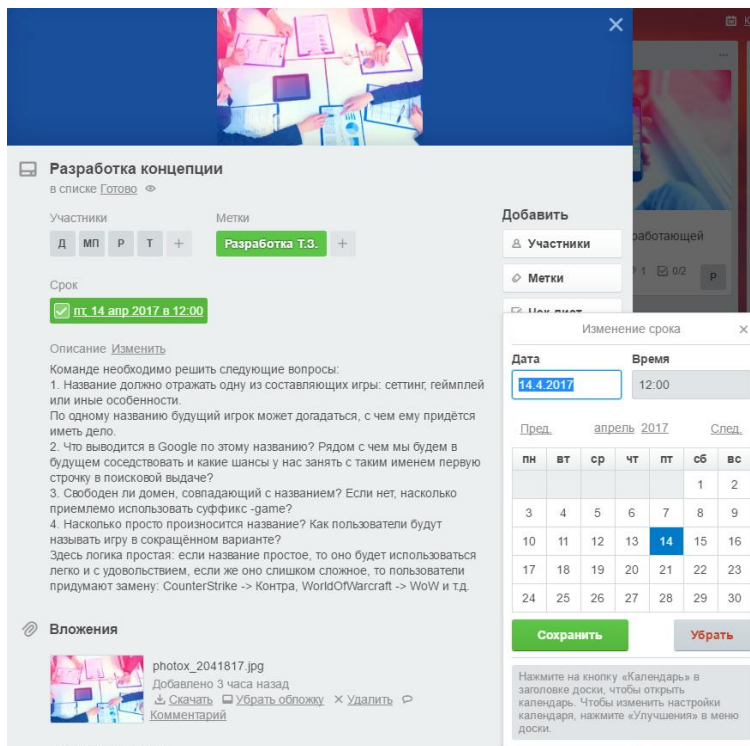 Разработка концепции
в списке Готово
Участники
Метки
Д МП Р Т +
Разработка Т.З. +
Срок
пт, 14 апр 2017 в 12:00
Описание Изменить
Команде необходимо решить следующие вопросы:
1. Название должно отражать одну из составляющих игры: сеттинг, геймплей
или иные особенности.
По одному названию будущий игрок может догадаться, с чем ему придётся
иметь дело.
2. Что выводится в Google по этому названию? Рядом с чем мы будем в
будущем соседствовать и какие шансы у нас занять с таким именем первую
строчку в поисковой выдаче?
3. Свободен ли домен, совпадающий с названием? Если нет, насколько
приемлемо использовать суффикс -game?
4. Насколько просто произносится название? Как пользователи будут
называть игру в сокращённом варианте?
Здесь логика простая: если название простое, то оно будет использоваться
легко и с удовольствием, если же оно слишком сложное, то пользователи
придумают замену: CounterStrike -> Контра, WorldOfWarcraft -> WoW и т.д.
Вложения
photox_2041817.jpg
Добавлено 3 часа назад
Скачать Убрать обложку Удалить
Комментарий
Добавить
Участники
Метки
Чек-лист
аботающей
1 0/2 Р
Изменение срока
Дата
Время
14.4.2017
12:00
Пред. апрель 2017 След.
пн вт ср чт пт сб вс
1 2
3 4 5 6 7 8 9
10 11 12 13 14 15 16
17 18 19 20 21 22 23
24 25 26 27 28 29 30
Сохранить
Убрать
Нажмите на кнопку «Календарь» в
заголовке доски, чтобы открыть
календарь. Чтобы изменить настройки
календаря, нажмите «Улучшения» в меню
доски.